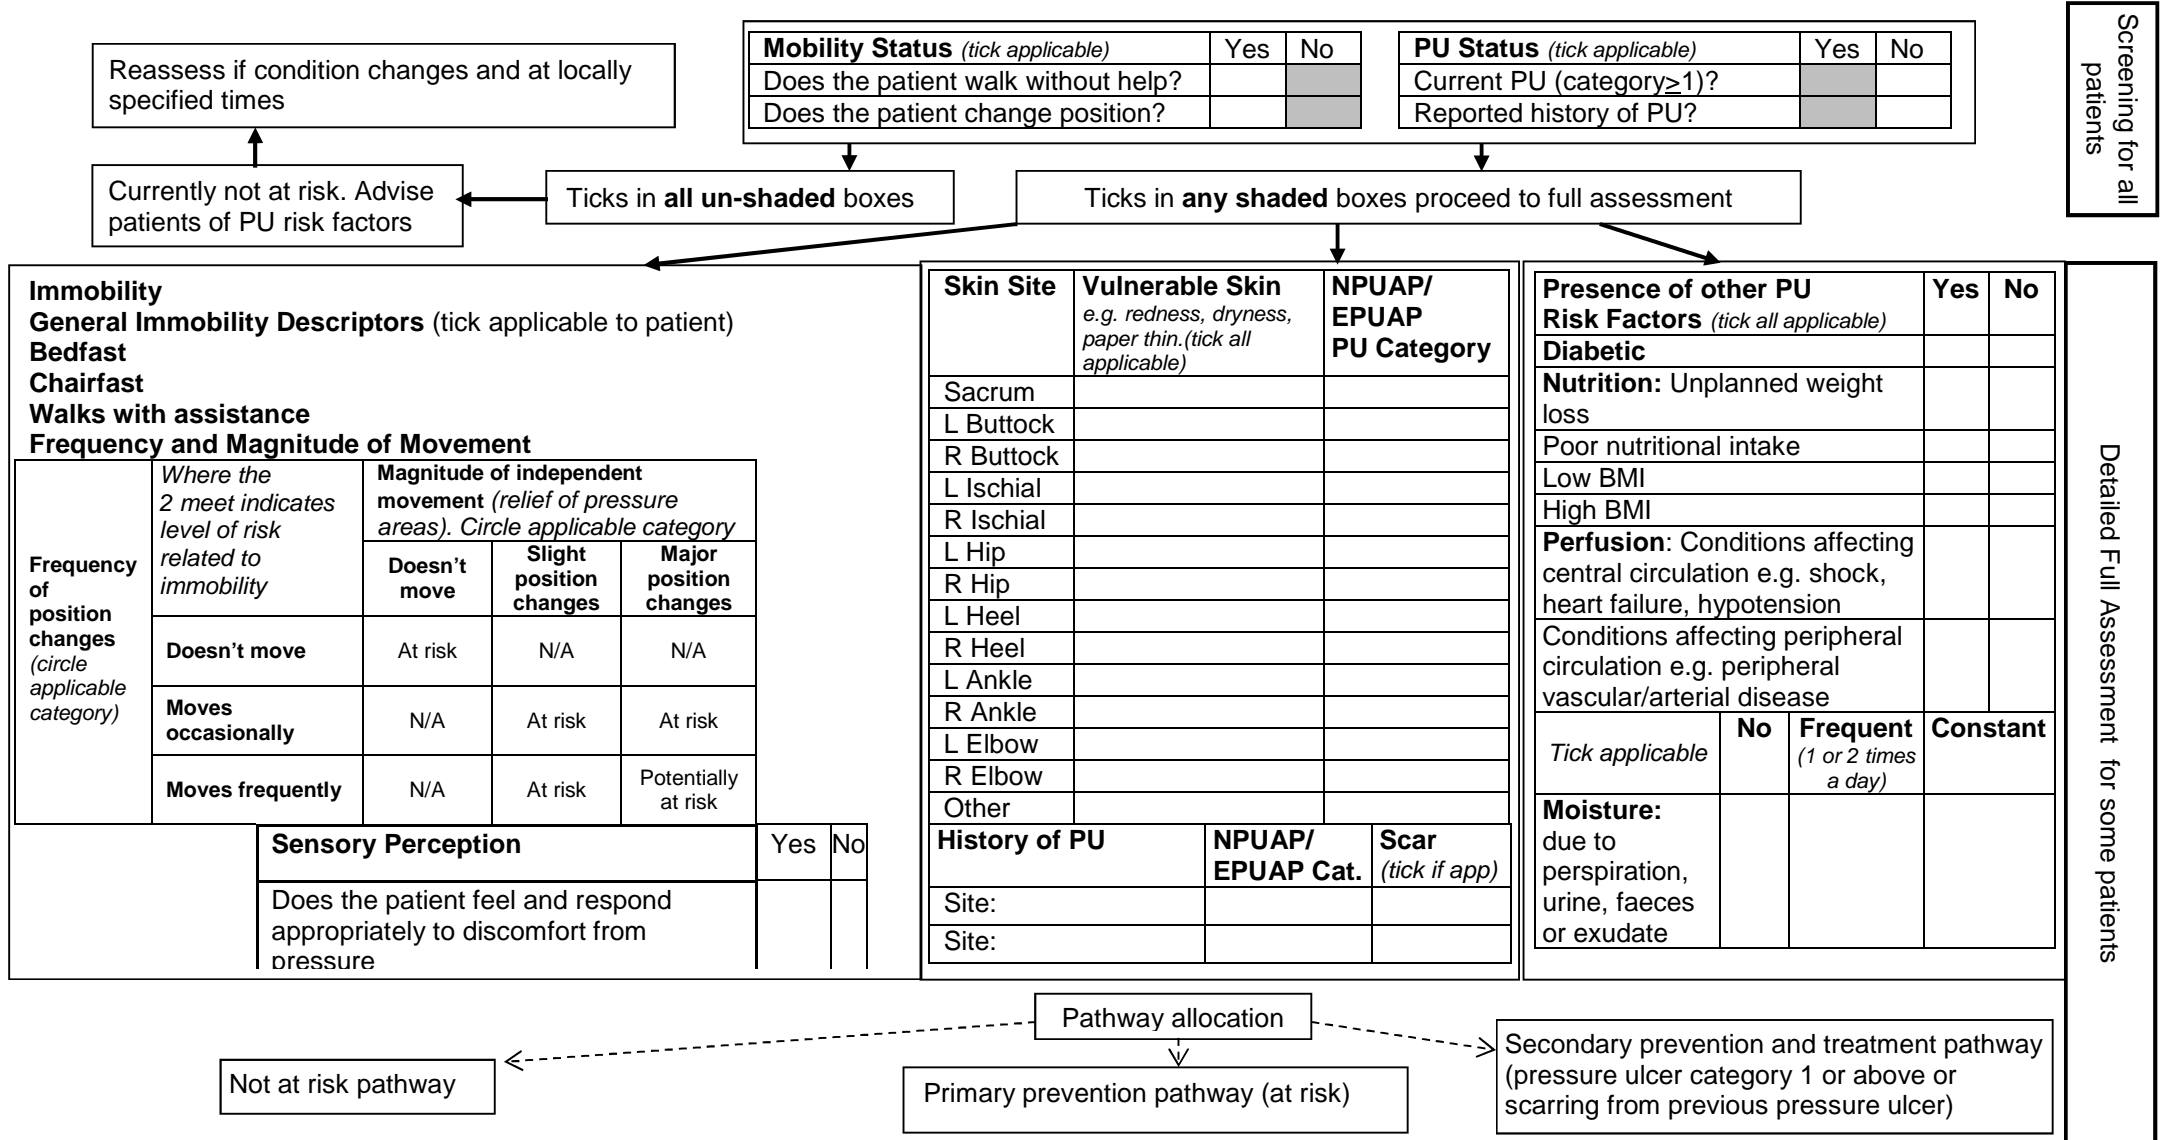 Screening for all
patients
Mobility Status (tick applicable) Yes No
Does the patient walk without help?
Does the patient change position?
PU Status (tick applicable) Yes No
Current PU (category≥1)?
Reported history of PU?
Reassess if condition changes and at locally
specified times
Currently not at risk. Advise
patients of PU risk factors
Ticks in all un-shaded boxes
Ticks in any shaded boxes proceed to full assessment
Detailed Full Assessment for some patients
Immobility
General Immobility Descriptors (tick applicable to patient)
Bedfast
Chairfast
Walks with assistance
Frequency and Magnitude of Movement
Frequency
of
position
changes
(circle
applicable
category)
Where the
2 meet indicates
level of risk
related to
immobility
Magnitude of independent
movement (relief of pressure
areas). Circle applicable category
Doesn't
move
Slight
position
changes
Major
position
changes
Doesn't move At risk N/A N/A
Moves
occasionally
N/A At risk At risk
Moves frequently N/A At risk Potentially
at risk
Sensory Perception Yes No
Does the patient feel and respond
appropriately to discomfort from
pressure
Skin Site
Vulnerable Skin
e.g. redness, dryness,
paper thin.(tick all
applicable)
NPUAP/
EPUAP
PU Category
Sacrum
L Buttock
R Buttock
L Ischial
R Ischial
L Hip
R Hip
L Heel
R Heel
L Ankle
R Ankle
L Elbow
R Elbow
Other
History of PU
NPUAP/
EPUAP Cat.
Scar
(tick if app)
Site:
Site:
Presence of other PU
Risk Factors (tick all applicable)
Yes No
Diabetic
Nutrition: Unplanned weight
loss
Poor nutritional intake
Low BMI
High BMI
Perfusion: Conditions affecting
central circulation e.g. shock,
heart failure, hypotension
Conditions affecting peripheral
circulation e.g. peripheral
vascular/arterial disease
Tick applicable
No
Frequent
(1 or 2 times
a day)
Constant
Moisture:
due to
perspiration,
urine, faeces
or exudate
Pathway allocation
Not at risk pathway
Primary prevention pathway (at risk)
Secondary prevention and treatment pathway
(pressure ulcer category 1 or above or
scarring from previous pressure ulcer)